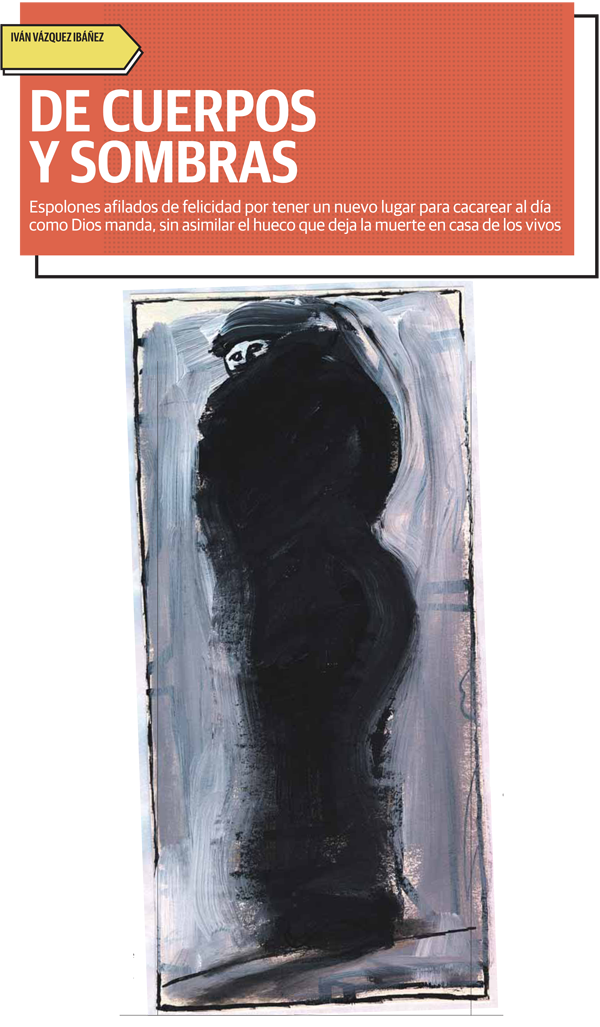 IVÁN VÁZQUEZ IBÁÑEZ
DE CUERPOS
Y SOMBRAS
Espolones afilados de felicidad por tener un nuevo lugar para cacarear al día
como Dios manda, sin asimilar el hueco que deja la muerte en casa de los vivos